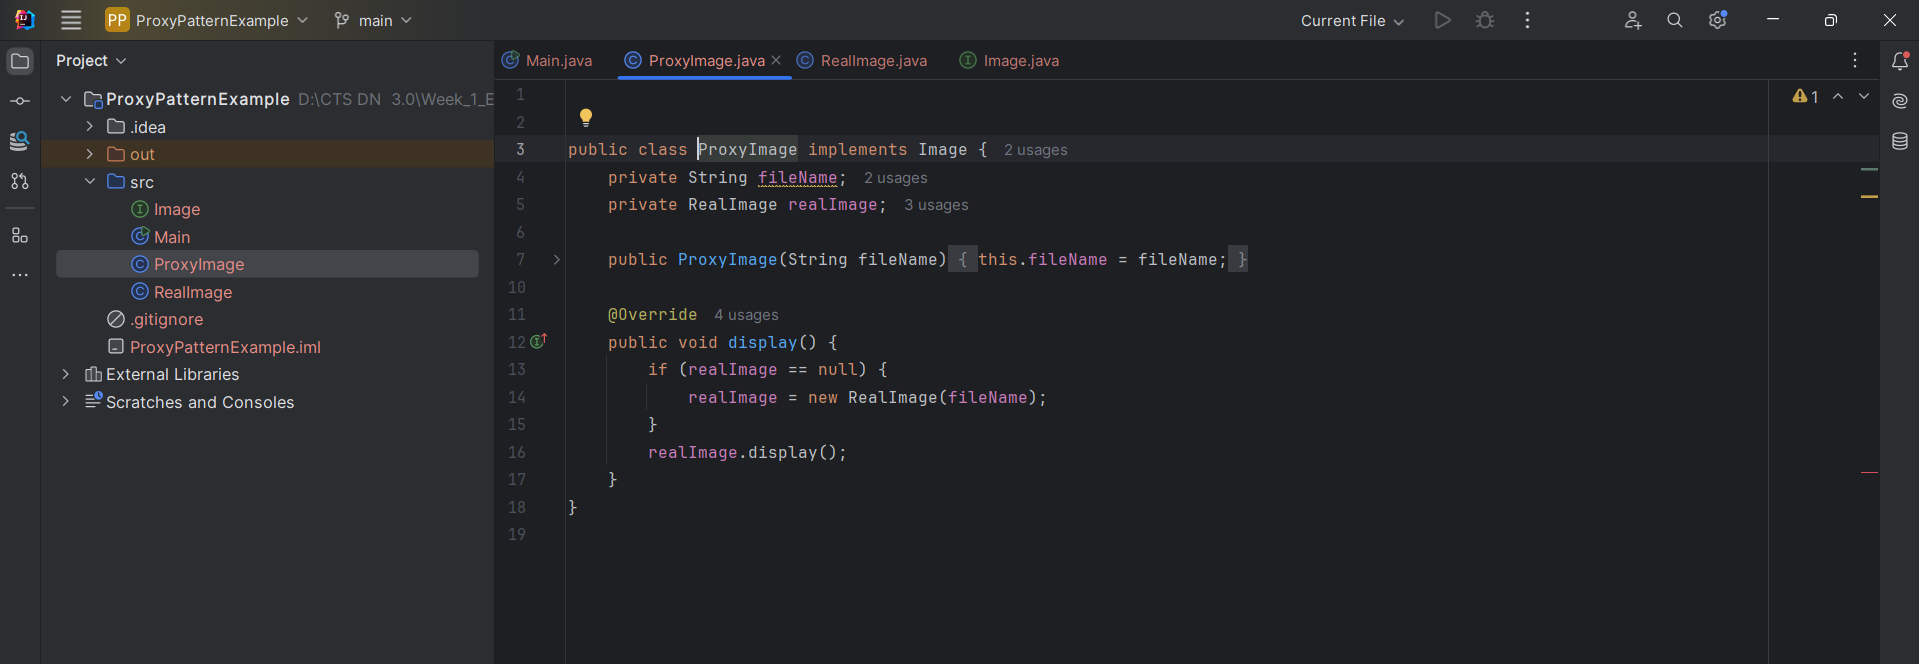 PP ProxyPatternExample main Current File
Project
ProxyPatternExample D:\CTS DN 3.0\Week_1_E
.idea
out
src
Image
Main
ProxyImage
RealImage
.gitignore
ProxyPatternExample.iml
External Libraries
Scratches and Consoles
Main.java ProxyImage.java RealImage.java Image.java
1
2
3 public class ProxyImage implements Image { 2 usages
4 private String fileName; 2 usages
5 private RealImage realImage; 3 usages
6
7 public ProxyImage(String fileName) { this.fileName = fileName; }
10
11 @Override 4 usages
12 public void display() {
13 if (realImage == null) {
14 realImage = new RealImage(fileName);
15 }
16 realImage.display();
17 }
18 }
19
1